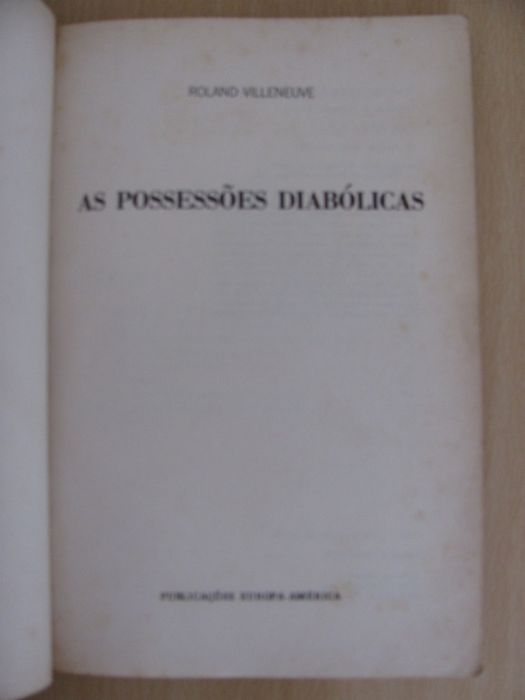 ROLAND VILLENEUVE
AS POSSESSÕES DIABÓLICAS
PUBLICAÇÕES EUROPA-AMÉRICA